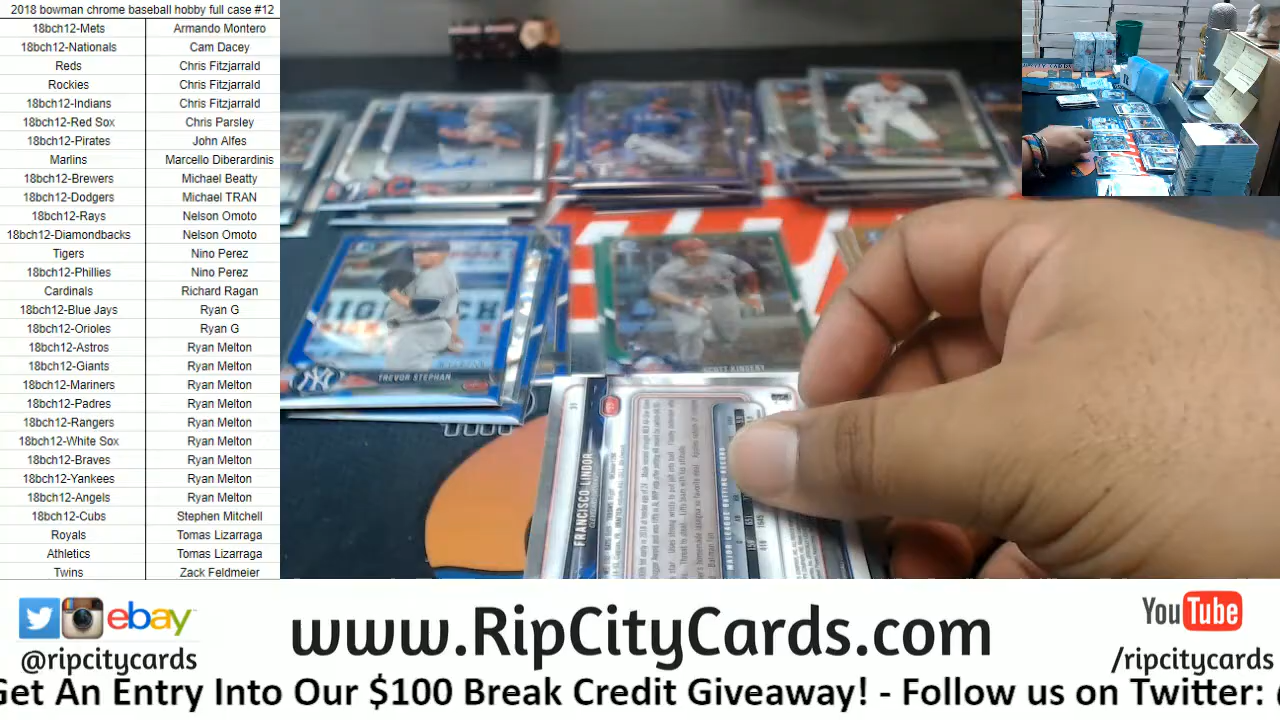 2018 bowman chrome baseball hobby full case #12
18bch12-Mets Armando Montero
18bch12-Nationals Cam Dacey
Reds Chris Fitzjarrald
Rockies Chris Fitzjarrald
18bch12-Indians Chris Fitzjarrald
18bch12-Red Sox Chris Parsley
18bch12-Pirates John Alfes
Marlins Marcello Diberardinis
18bch12-Brewers Michael Beatty
18bch12-Dodgers Michael TRAN
18bch12-Rays Nelson Omoto
18bch12-Diamondbacks Nelson Omoto
Tigers Nino Perez
18bch12-Phillies Nino Perez
Cardinals Richard Ragan
18bch12-Blue Jays Ryan G
18bch12-Orioles Ryan G
18bch12-Astros Ryan Melton
18bch12-Giants Ryan Melton
18bch12-Mariners Ryan Melton
18bch12-Padres Ryan Melton
18bch12-Rangers Ryan Melton
18bch12-White Sox Ryan Melton
18bch12-Braves Ryan Melton
18bch12-Yankees Ryan Melton
18bch12-Angels Ryan Melton
18bch12-Cubs Stephen Mitchell
Royals Tomas Lizarraga
Athletics Tomas Lizarraga
Twins Zack Feldmeier
TREVOR STEPHAN
SCOTT KINGERY
FRANCISCO LINDOR
MAJOR LEAGUE BATTING RECORD
ebay
@ripcitycards
www.RipCityCards.com
YouTube
/ripcitycards
Get An Entry Into Our $100 Break Credit Giveaway! - Follow us on Twitter: